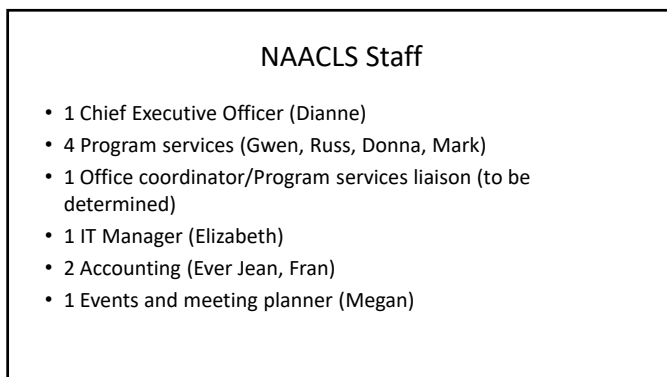 NAACLS Staff
• 1 Chief Executive Officer (Dianne)
• 4 Program services (Gwen, Russ, Donna, Mark)
• 1 Office coordinator/Program services liaison (to be
determined)
• 1 IT Manager (Elizabeth)
• 2 Accounting (Ever Jean, Fran)
• 1 Events and meeting planner (Megan)